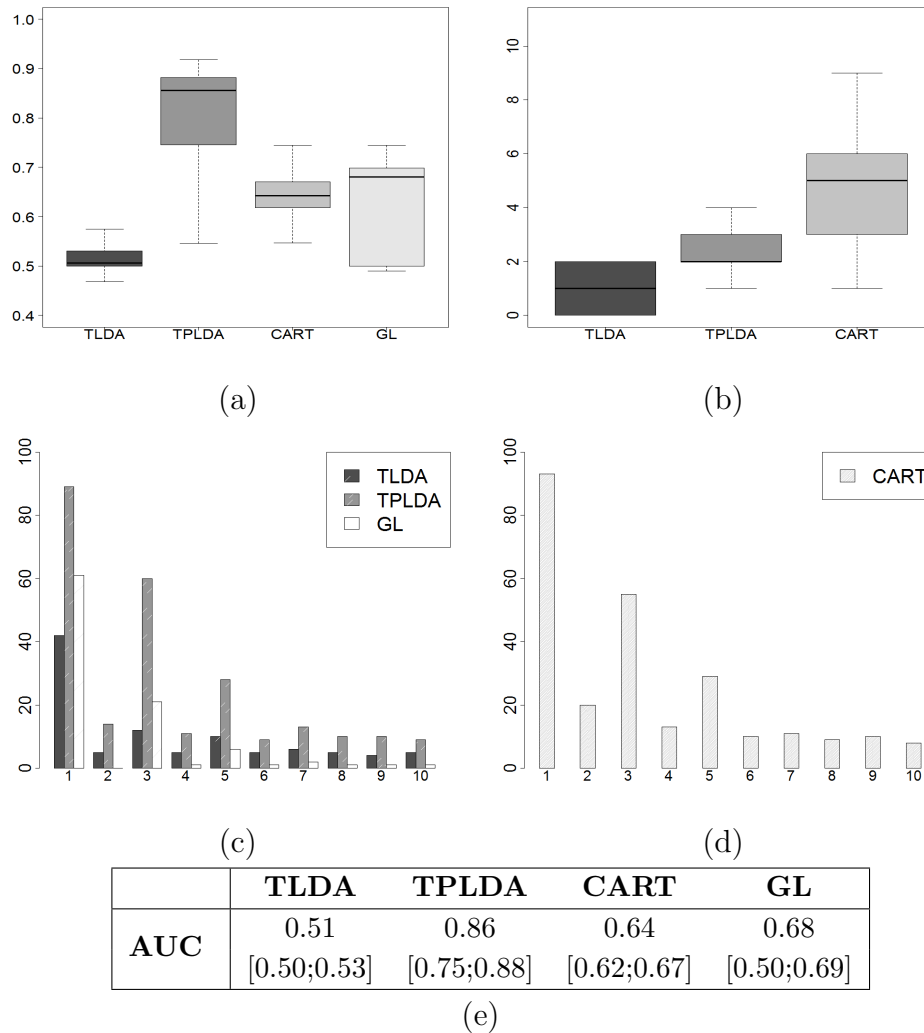 1.0
0.9
0.8
0.7
0.6
0.5
0.4
TLDA TPLDA CART GL
(a)
10
8
6
4
2
0
TLDA TPLDA CART
(b)
100
80
60
40
20
0
1 2 3 4 5 6 7 8 9 10
TLDA
TPLDA
GL
(c)
100
80
60
40
20
0
1 2 3 4 5 6 7 8 9 10
CART
(d)
TLDA TPLDA CART GL
AUC 0.51 0.86 0.64 0.68
[0.50;0.53] [0.75;0.88] [0.62;0.67] [0.50;0.69]
(e)